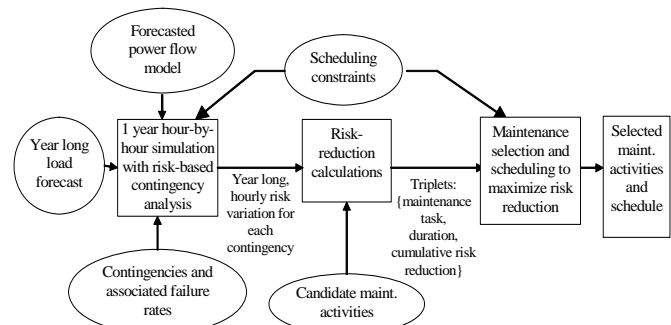 Forecasted
power flow
model
Scheduling
constraints
Year long
load
forecast
1 year hour-by-
hour simulation
with risk-based
contingency
analysis
Year long,
hourly risk
variation for
each
contingency
Risk-
reduction
calculations
Triplets:
{maintenance
task,
duration,
cumulative risk
reduction}
Maintenance
selection and
scheduling to
maximize risk
reduction
Selected
maint.
activities
and
schedule
Contingencies and
associated failure
rates
Candidate maint.
activities